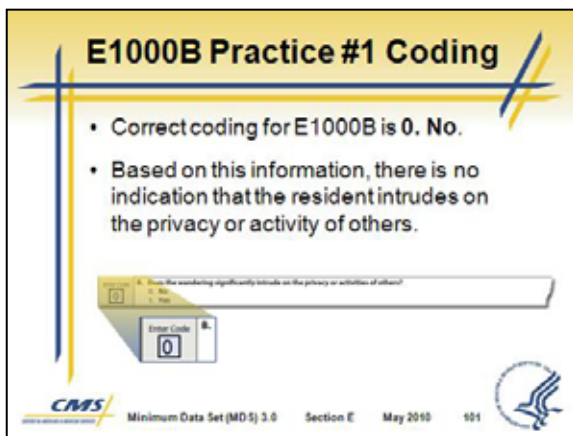 E1000B Practice #1 Coding
• Correct coding for E1000B is 0. No.
• Based on this information, there is no
indication that the resident intrudes on
the privacy or activity of others.
Enter Code
0
B. Does the wandering significantly intrude on the privacy or activities of others?
0. No
1. Yes
Enter Code
0
B.
CMS
Minimum Data Set (MDS) 3.0 Section E May 2010 101